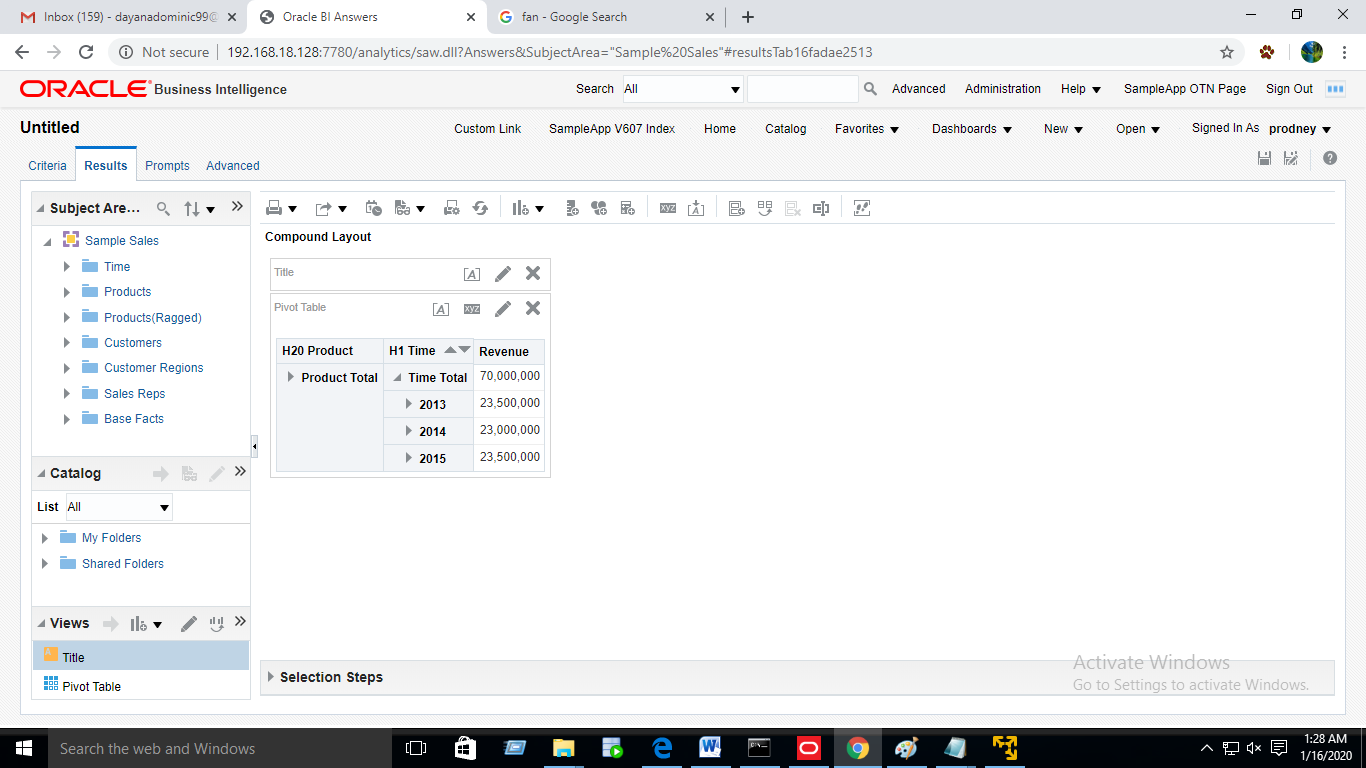 Inbox (159) - dayanadominic99@
Oracle BI Answers
fan - Google Search
Not secure | 192.168.18.128:7780/analytics/saw.dll?Answers&SubjectArea="Sample%20Sales"#resultsTab16fadae2513
ORACLE Business Intelligence
Search All Advanced Administration Help SampleApp OTN Page Sign Out
Untitled
Custom Link SampleApp V607 Index Home Catalog Favorites Dashboards New Open Signed In As prodney
Criteria Results Prompts Advanced
Subject Are...
Sample Sales
Time
Products
Products(Ragged)
Customers
Customer Regions
Sales Reps
Base Facts
Catalog
List All
My Folders
Shared Folders
Views
Title
Pivot Table
Compound Layout
Title
Pivot Table
xyz
H20 Product H1 Time Revenue
Product Total Time Total 70,000,000
2013 23,500,000
2014 23,000,000
2015 23,500,000
Selection Steps
Activate Windows
Go to Settings to activate Windows.
Search the web and Windows
1:28 AM
1/16/2020